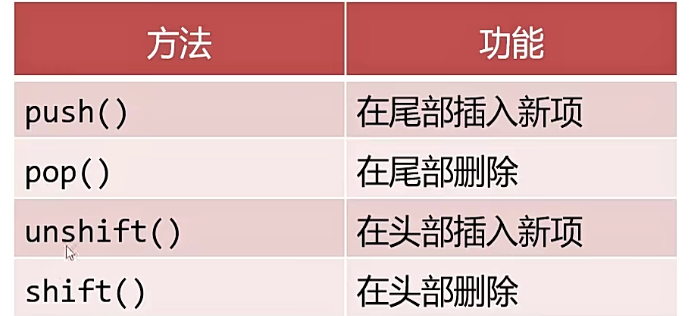 方法 功能
push() 在尾部插入新项
pop() 在尾部删除
unshift() 在头部插入新项
shift() 在头部删除